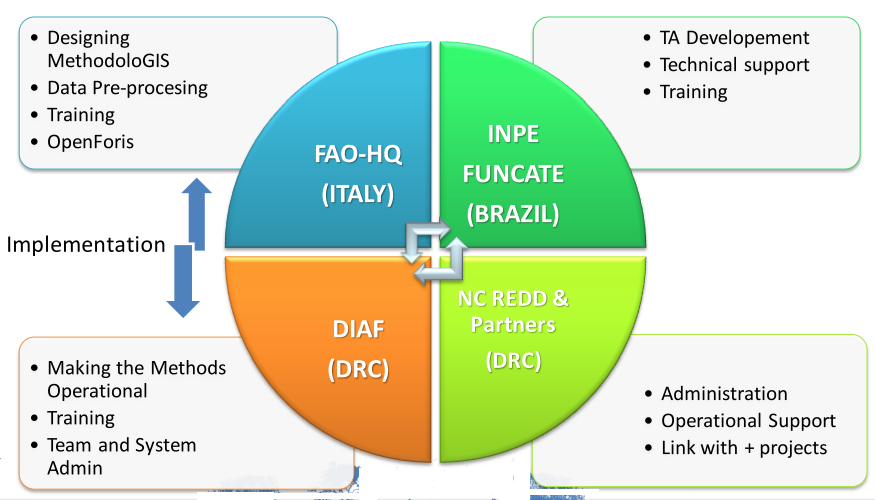 • Designing
MethodoloGIS
• Data Pre-procesing
• Training
• OpenForis
• TA Developement
• Technical support
• Training
FAO-HQ
(ITALY)
INPE
FUNCATE
(BRAZIL)
Implementation
DIAF
(DRC)
NC REDD &
Partners
(DRC)
• Making the Methods
Operational
• Training
• Team and System
Admin
• Administration
• Operational Support
• Link with + projects